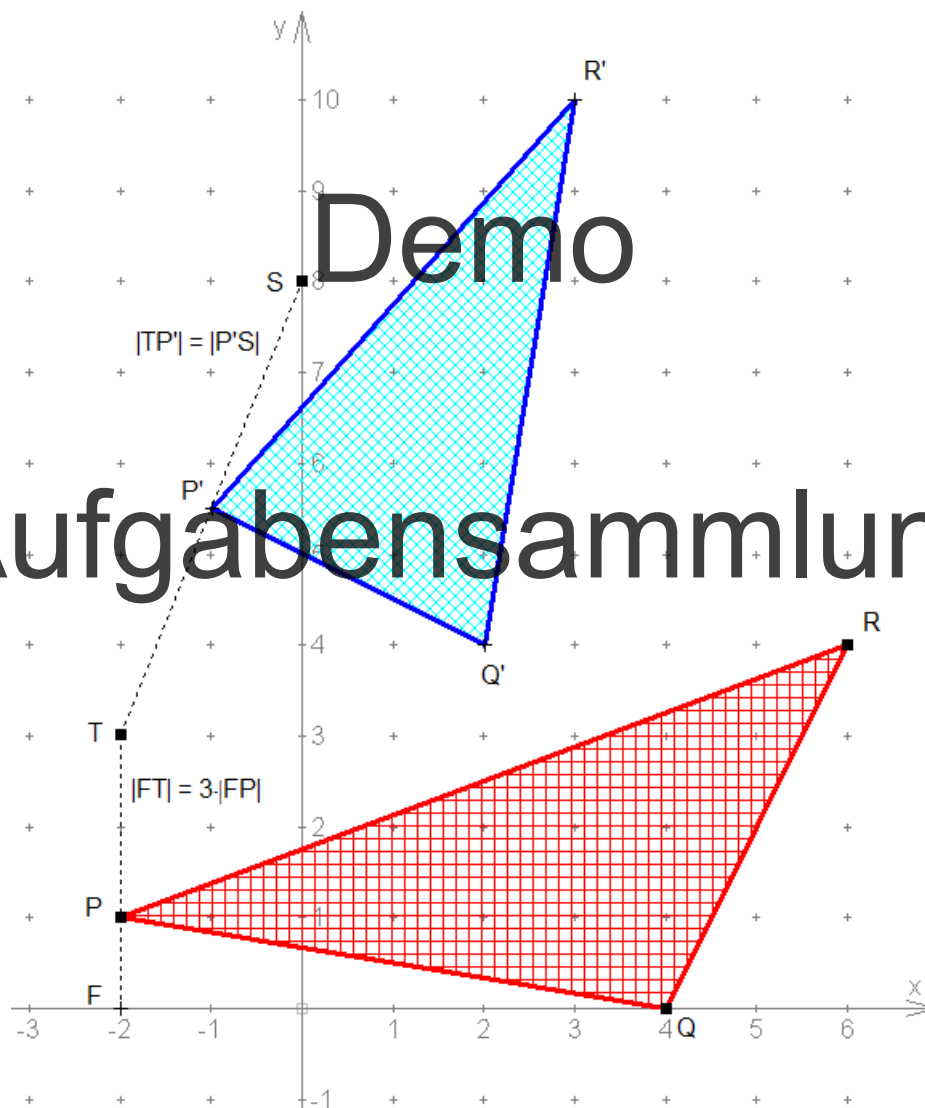 y
R'
10
9
Demo
S
8
|TP'| = |P'S|
7
6
P'
Aufgabensammlun
5
4
R
Q'
T
3
|FT| = 3·|FP|
2
P
1
F
x
-3 -2 -1 1 2 3 4 Q 5 6
-1